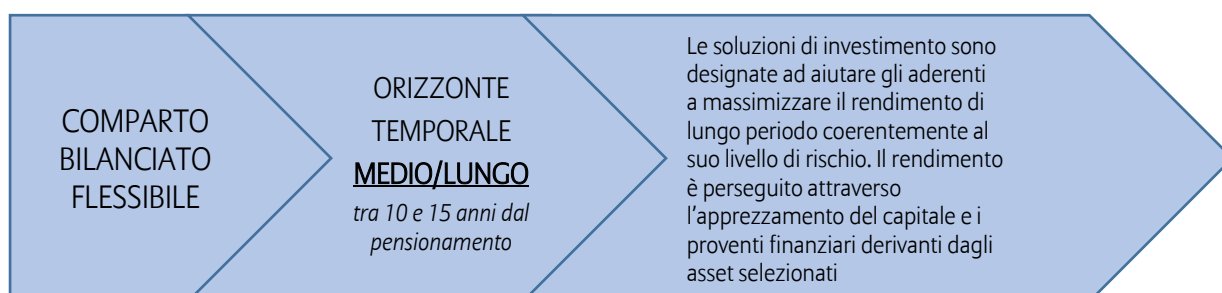 COMPARTO
BILANCIATO
FLESSIBILE
ORIZZONTE
TEMPORALE
MEDIO/LUNGO
tra 10 e 15 anni dal
pensionamento
Le soluzioni di investimento sono
designate ad aiutare gli aderenti
a massimizzare il rendimento di
lungo periodo coerentemente al
suo livello di rischio. Il rendimento
è perseguito attraverso
l'apprezzamento del capitale e i
proventi finanziari derivanti dagli
asset selezionati